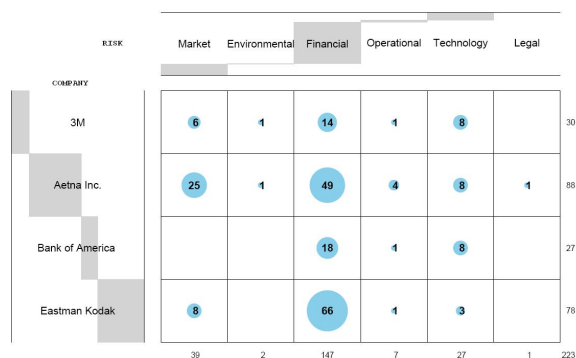 RISK
Market Environmental Financial Operational Technology Legal
COMPANY
3M 6 1 14 1 8 30
Aetna Inc. 25 1 49 4 8 1 88
Bank of America 18 1 8 27
Eastman Kodak 8 66 1 3 78
39 2 147 7 27 1 223